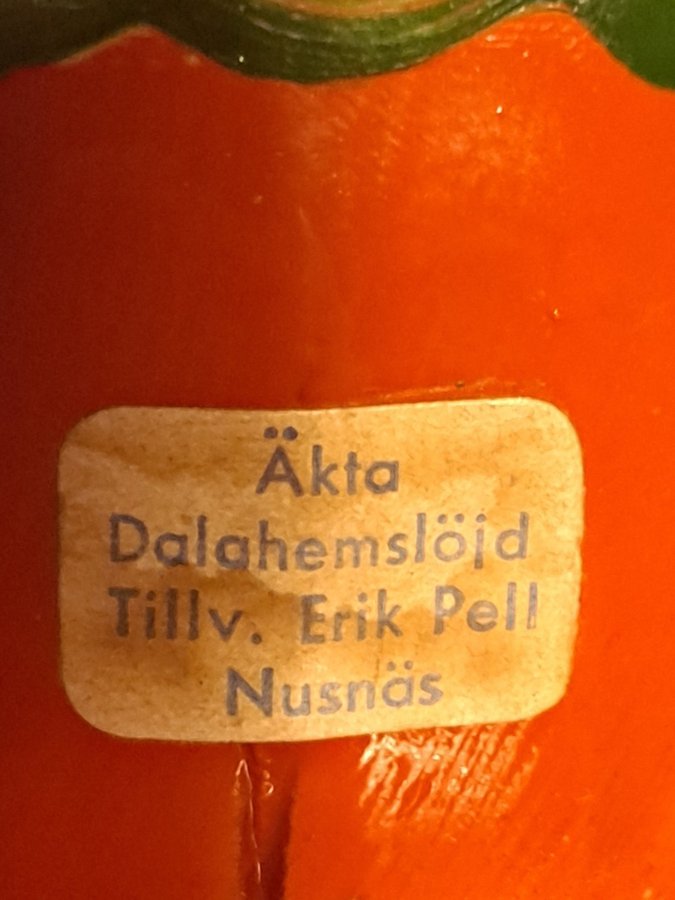 Äkta
Dalahemslöjd
Tillv. Erik Pell
Nusnäs